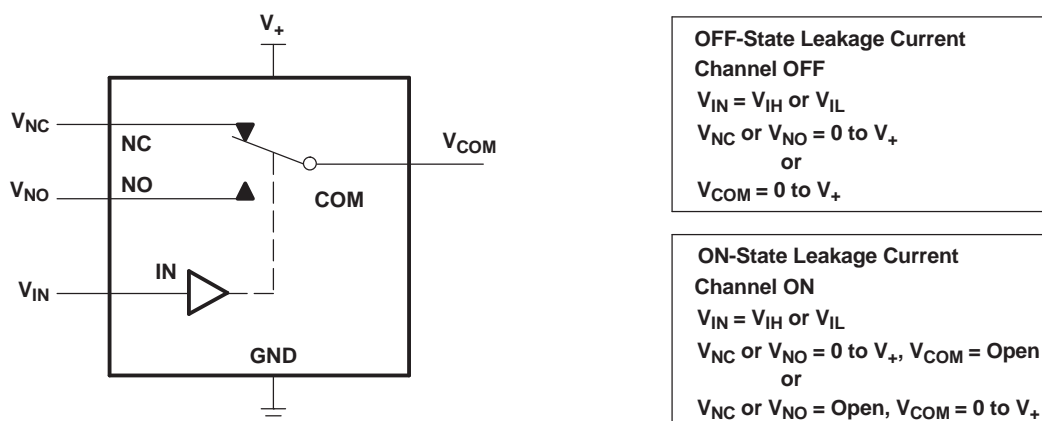 V+
VNC
NC
VCOM
VNO
NO
COM
IN
VIN
GND
OFF-State Leakage Current
Channel OFF
VIN = VIH or VIL
VNC or VNO = 0 to V+
or
VCOM = 0 to V+
ON-State Leakage Current
Channel ON
VIN = VIH or VIL
VNC or VNO = 0 to V+, VCOM = Open
or
VNC or VNO = Open, VCOM = 0 to V+